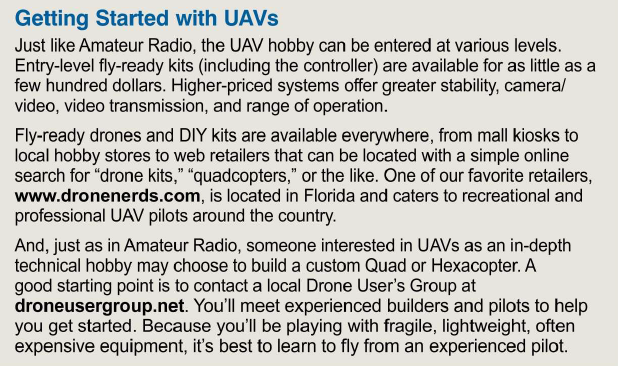 Getting Started with UAVs
Just like Amateur Radio, the UAV hobby can be entered at various levels.
Entry-level fly-ready kits (including the controller) are available for as little as a
few hundred dollars. Higher-priced systems offer greater stability, camera/
video, video transmission, and range of operation.
Fly-ready drones and DIY kits are available everywhere, from mall kiosks to
local hobby stores to web retailers that can be located with a simple online
search for “drone kits,” “quadcopters,” or the like. One of our favorite retailers,
www.dronenerds.com, is located in Florida and caters to recreational and
professional UAV pilots around the country.
And, just as in Amateur Radio, someone interested in UAVs as an in-depth
technical hobby may choose to build a custom Quad or Hexacopter. A
good starting point is to contact a local Drone User’s Group at
droneusergroup.net. You’ll meet experienced builders and pilots to help
you get started. Because you’ll be playing with fragile, lightweight, often
expensive equipment, it’s best to learn to fly from an experienced pilot.